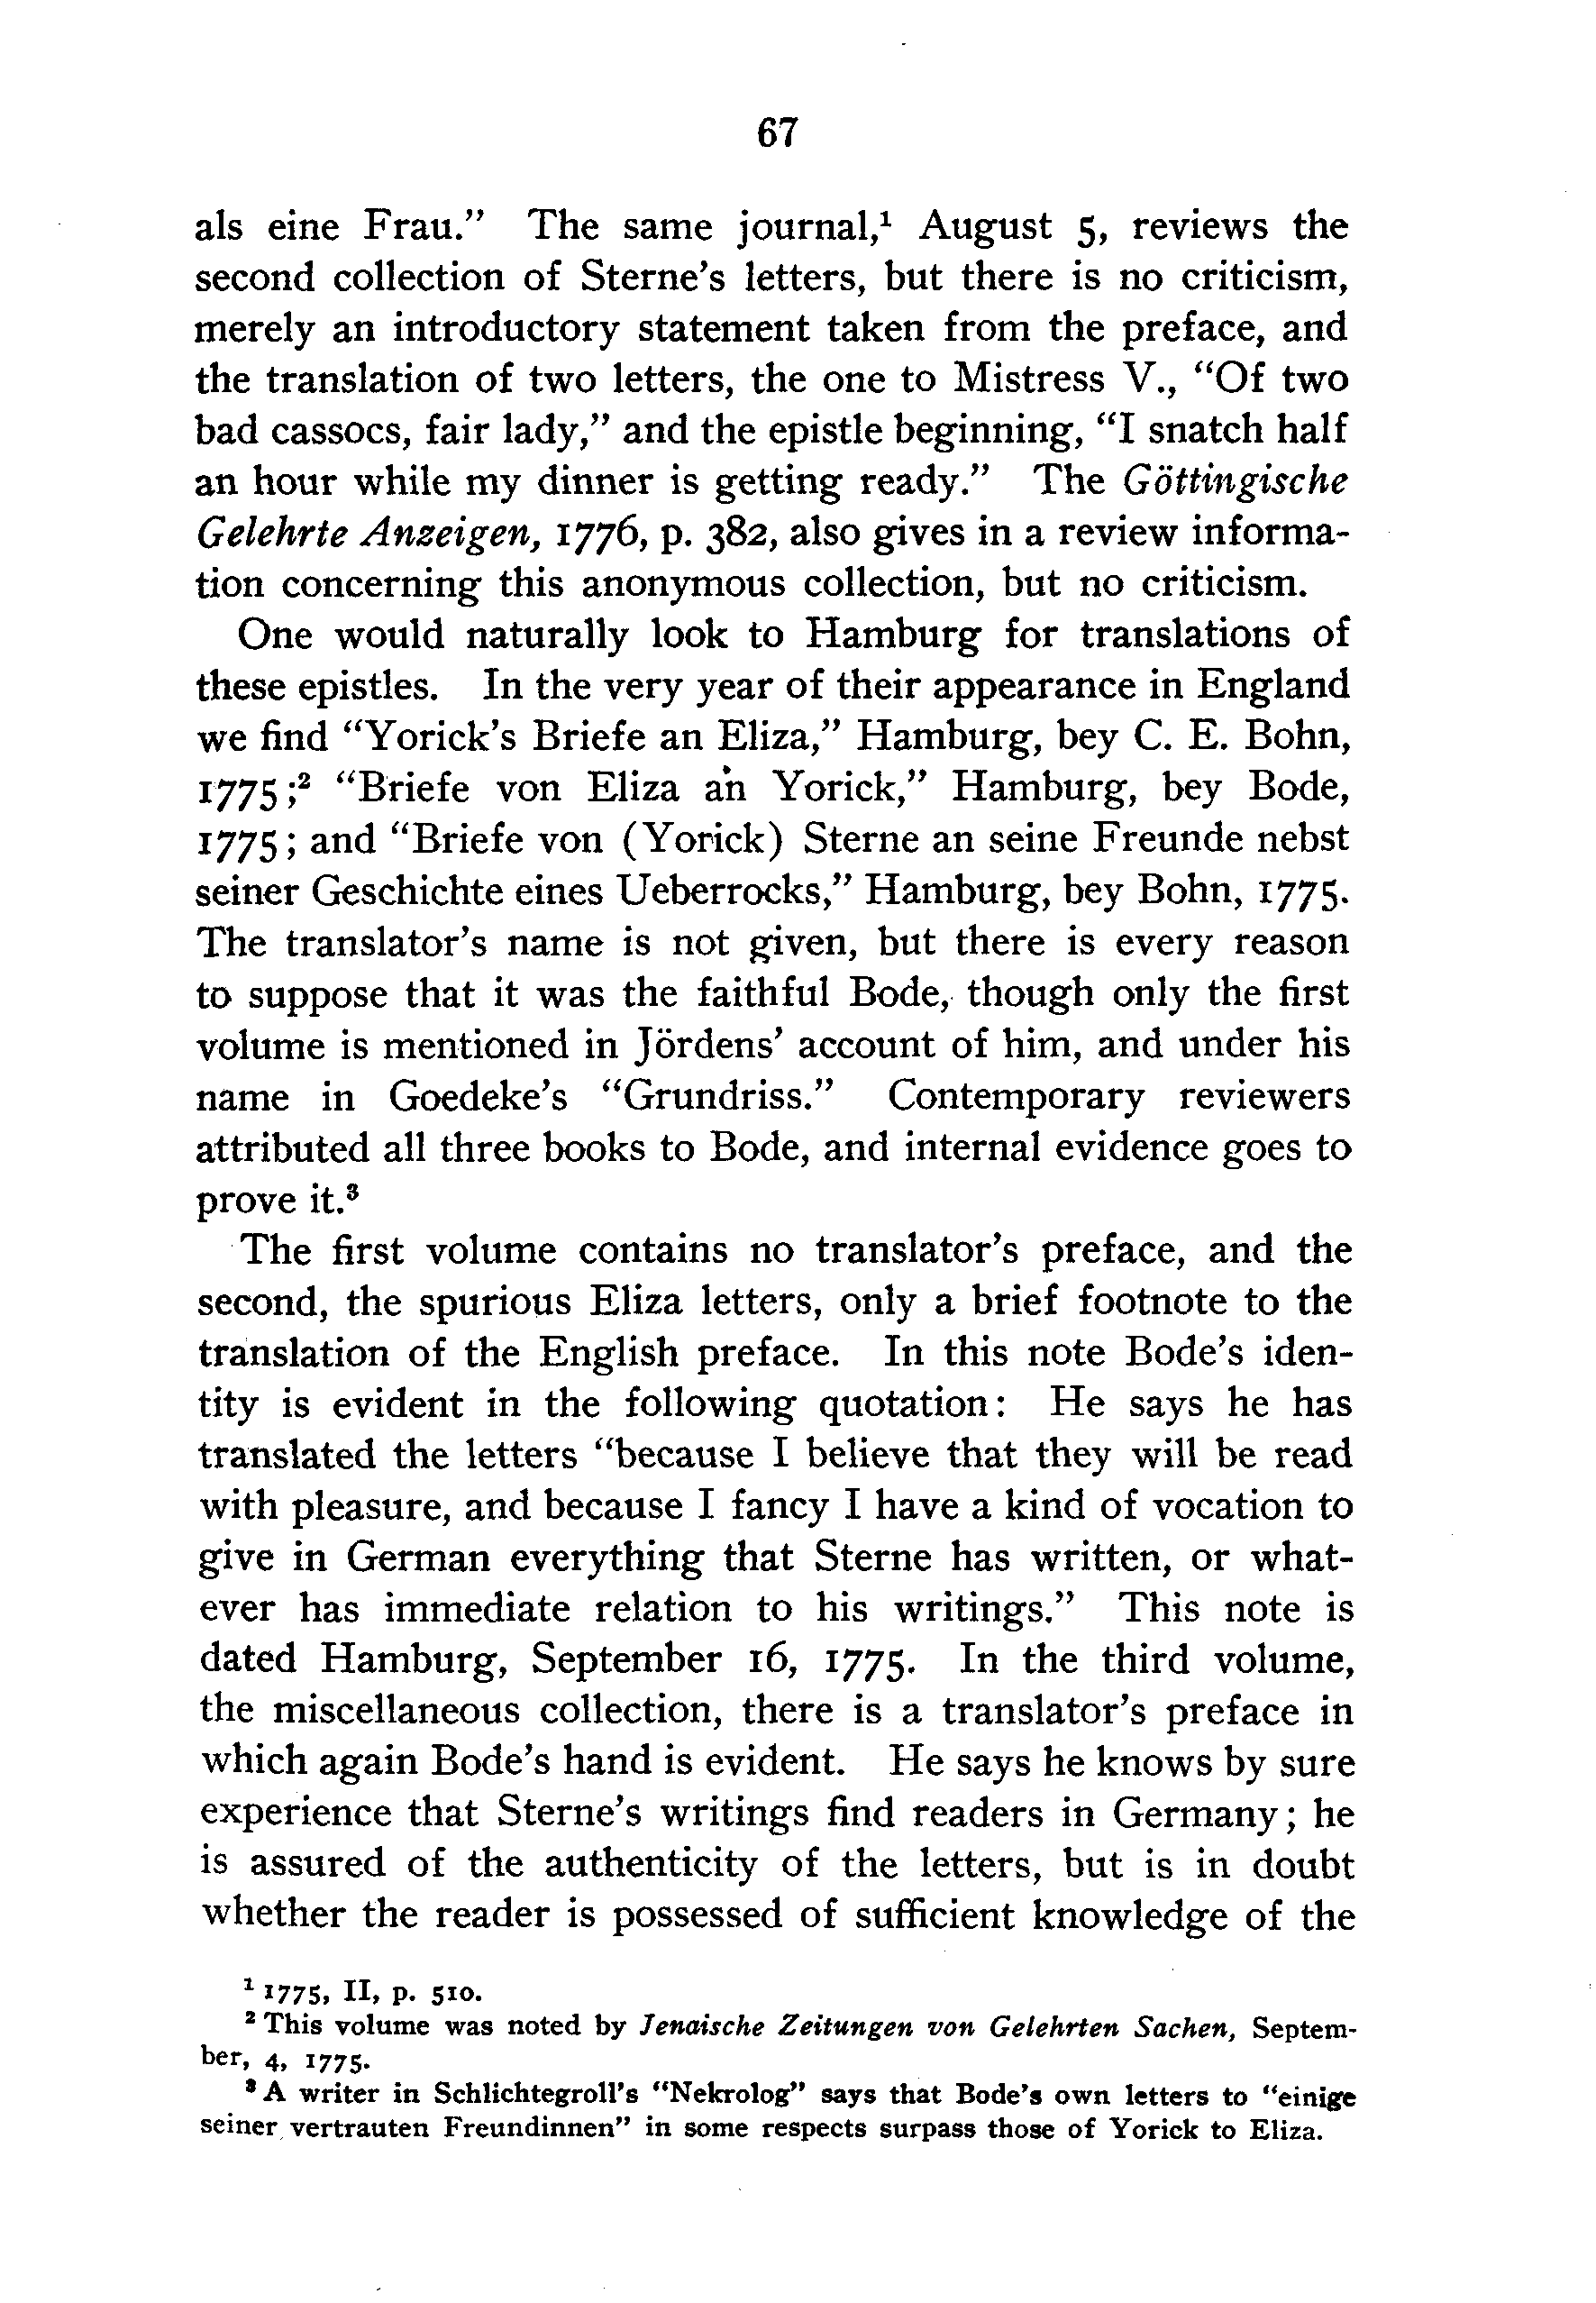 67
als eine Frau.” The same journal,¹ August 5, reviews the
second collection of Sterne’s letters, but there is no criticism,
merely an introductory statement taken from the preface, and
the translation of two letters, the one to Mistress V., “Of two
bad cassocs, fair lady,” and the epistle beginning, “I snatch half
an hour while my dinner is getting ready.” The Göttingische
Gelehrte Anzeigen, 1776, p. 382, also gives in a review informa-
tion concerning this anonymous collection, but no criticism.
One would naturally look to Hamburg for translations of
these epistles. In the very year of their appearance in England
we find “Yorick’s Briefe an Eliza,” Hamburg, bey C. E. Bohn,
1775;² “Briefe von Eliza an Yorick,” Hamburg, bey Bode,
1775; and “Briefe von (Yorick) Sterne an seine Freunde nebst
seiner Geschichte eines Ueberrocks,” Hamburg, bey Bohn, 1775.
The translator’s name is not given, but there is every reason
to suppose that it was the faithful Bode, though only the first
volume is mentioned in Jördens’ account of him, and under his
name in Goedeke’s “Grundriss.” Contemporary reviewers
attributed all three books to Bode, and internal evidence goes to
prove it.³
The first volume contains no translator’s preface, and the
second, the spurious Eliza letters, only a brief footnote to the
translation of the English preface. In this note Bode’s iden-
tity is evident in the following quotation: He says he has
translated the letters “because I believe that they will be read
with pleasure, and because I fancy I have a kind of vocation to
give in German everything that Sterne has written, or what-
ever has immediate relation to his writings.” This note is
dated Hamburg, September 16, 1775. In the third volume,
the miscellaneous collection, there is a translator’s preface in
which again Bode’s hand is evident. He says he knows by sure
experience that Sterne’s writings find readers in Germany; he
is assured of the authenticity of the letters, but is in doubt
whether the reader is possessed of sufficient knowledge of the
¹ 1775, II, p. 510.
² This volume was noted by Jenaische Zeitungen von Gelehrten Sachen, Septem-
ber, 4, 1775.
³ A writer in Schlichtegroll’s “Nekrolog” says that Bode’s own letters to “einige
seiner vertrauten Freundinnen” in some respects surpass those of Yorick to Eliza.